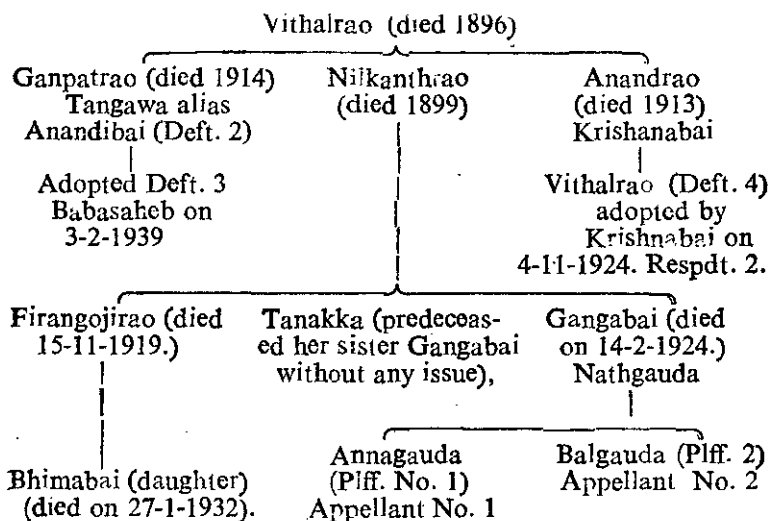 Vithalrao (died 1896)
Ganpatrao (died 1914) Nilkanthrao Anandrao
Tangawa alias (died 1899) (died 1913)
Anandibai (Deft. 2) Krishanabai
Adopted Deft. 3 Vithalrao (Deft. 4)
Babasaheb on adopted by
3-2-1939 Krishnabai on
4-11-1924. Respdt. 2.
Firangojirao (died Tanakka (predeceas- Gangabai (died
15-11-1919.) ed her sister Gangabai on 14-2-1924.)
without any issue), Nathgauda
Annagauda Balgauda (Plff. 2)
Bhimabai (daughter) (Plff. No. 1) Appellant No. 2
(died on 27-1-1932). Appellant No. 1